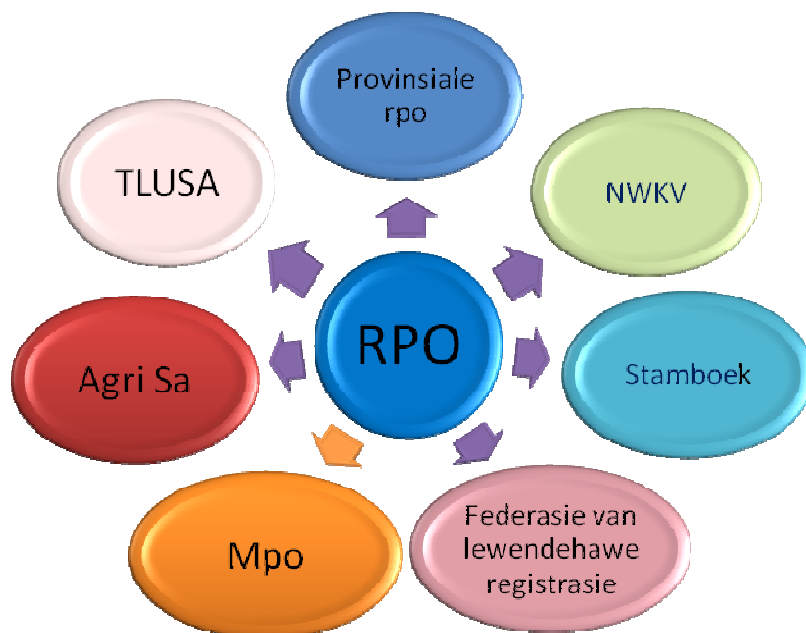 Provinsiale
rpo
TLUSA
NWKV
RPO
Agri Sa
Stamboek
Mpo
Federasie van
lewendehawe
registrasie